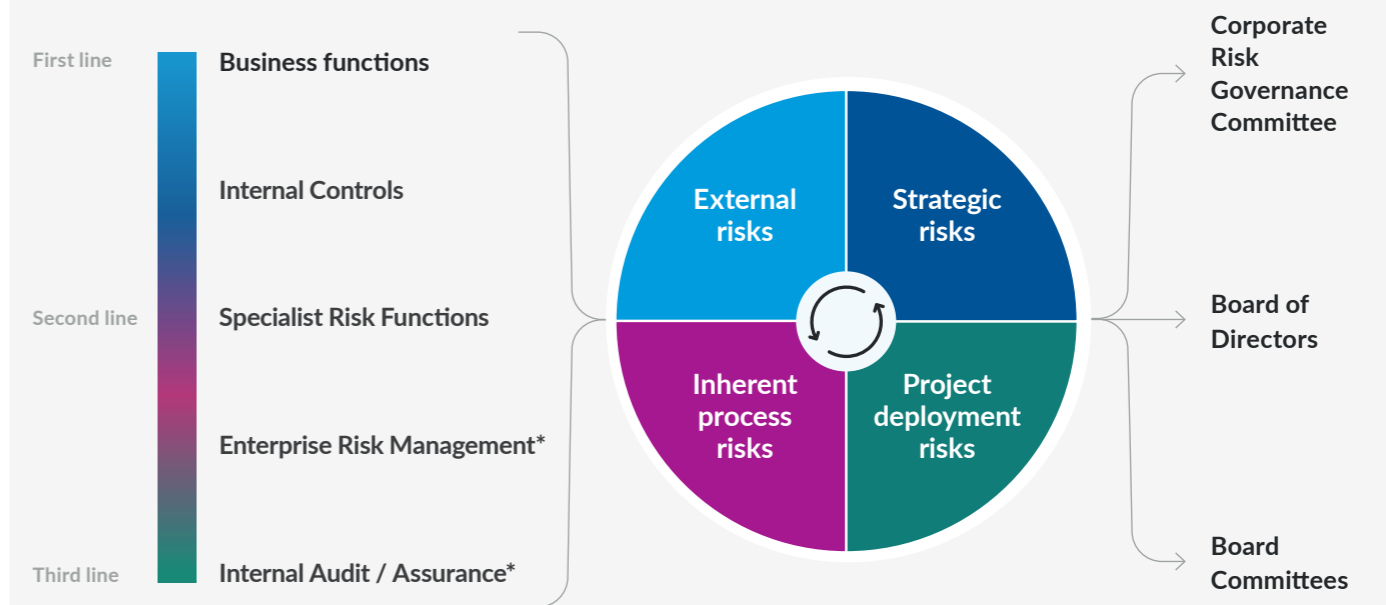 First line
Business functions
Internal Controls
Second line
Specialist Risk Functions
Enterprise Risk Management*
Third line
Internal Audit / Assurance*
External
risks
Strategic
risks
Inherent
process
risks
Project
deployment
risks
Corporate
Risk
Governance
Committee
Board of
Directors
Board
Committees